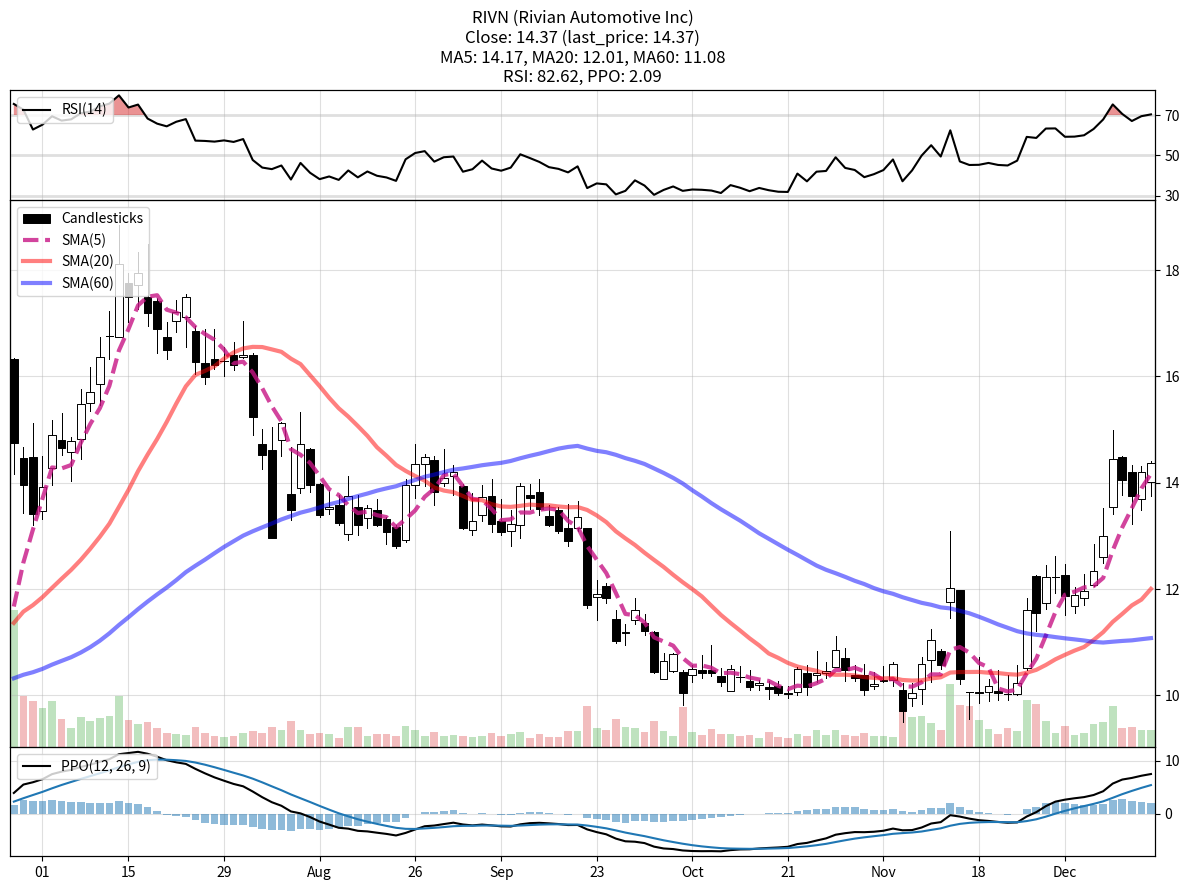 RIVN (Rivian Automotive Inc)
Close: 14.37 (last_price: 14.37)
MA5: 14.17, MA20: 12.01, MA60: 11.08
RSI: 82.62, PPO: 2.09
RSI(14)
70
50
30
Candlesticks
SMA(5)
SMA(20)
SMA(60)
18
16
14
12
10
PPO(12, 26, 9)
10
0
01 15 29 Aug 26 Sep 23 Oct 21 Nov 18 Dec